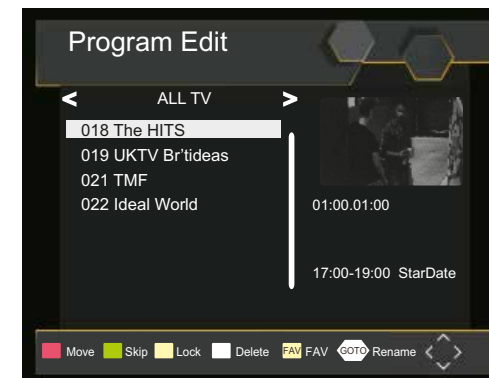 Program Edit
< ALL TV >
018 The HITS
019 UKTV Br'tideas
021 TMF
022 Ideal World
01:00.01:00
17:00-19:00 StarDate
Move Skip Lock Delete FAV FAV GOTO Rename